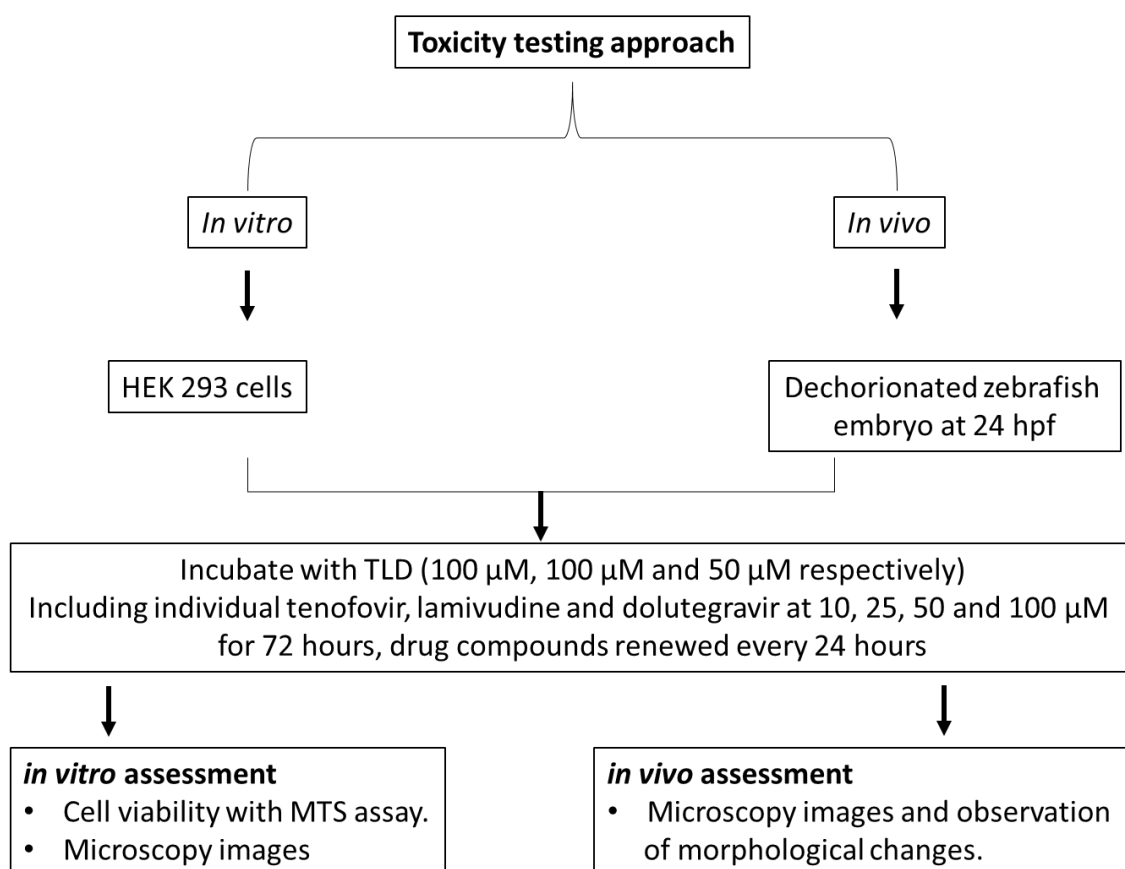 Toxicity testing approach
In vitro
In vivo
HEK 293 cells
Dechorionated zebrafish
embryo at 24 hpf
Incubate with TLD (100 µM, 100 µM and 50 µM respectively)
Including individual tenofovir, lamivudine and dolutegravir at 10, 25, 50 and 100 µM
for 72 hours, drug compounds renewed every 24 hours
in vitro assessment
• Cell viability with MTS assay.
• Microscopy images
in vivo assessment
• Microscopy images and observation
of morphological changes.